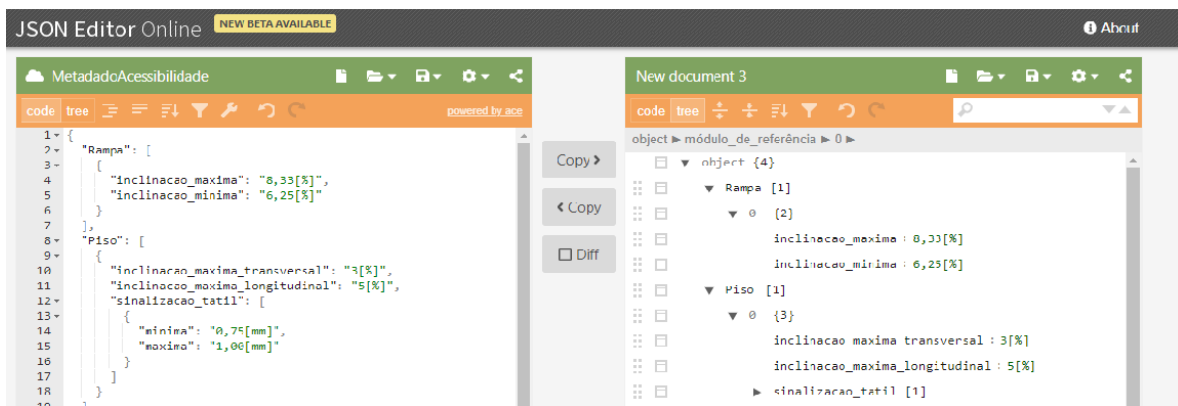 JSON Editor Online NEW BETA AVAILABLE
About
MetadadoAcessibilidade
code tree powered by ace
1 {
2 "Rampa": [
3 {
4 "inclinacao_maxima": "8,33[%]",
5 "inclinacao_minima": "6,25[%]"
6 }
7 ],
8 "Piso": [
9 {
10 "inclinacao_maxima_transversal": "3[%]",
11 "inclinacao_maxima_longitudinal": "5[%]",
12 "sinalizacao_tatil": [
13 {
14 "minima": "0,75[mm]",
15 "maxima": "1,00[mm]"
16 }
17 ]
18 }
19 ]
Copy >
< Copy
Diff
New document 3
code tree
object ► módulo_de_referência ► 0 ►
object {4}
Rampa [1]
0 {2}
inclinacao_maxima : 8,33[%]
inclinacao_minima : 6,25[%]
Piso [1]
0 {3}
inclinacao_maxima_transversal : 3[%]
inclinacao_maxima_longitudinal : 5[%]
sinalizacao_tatil [1]